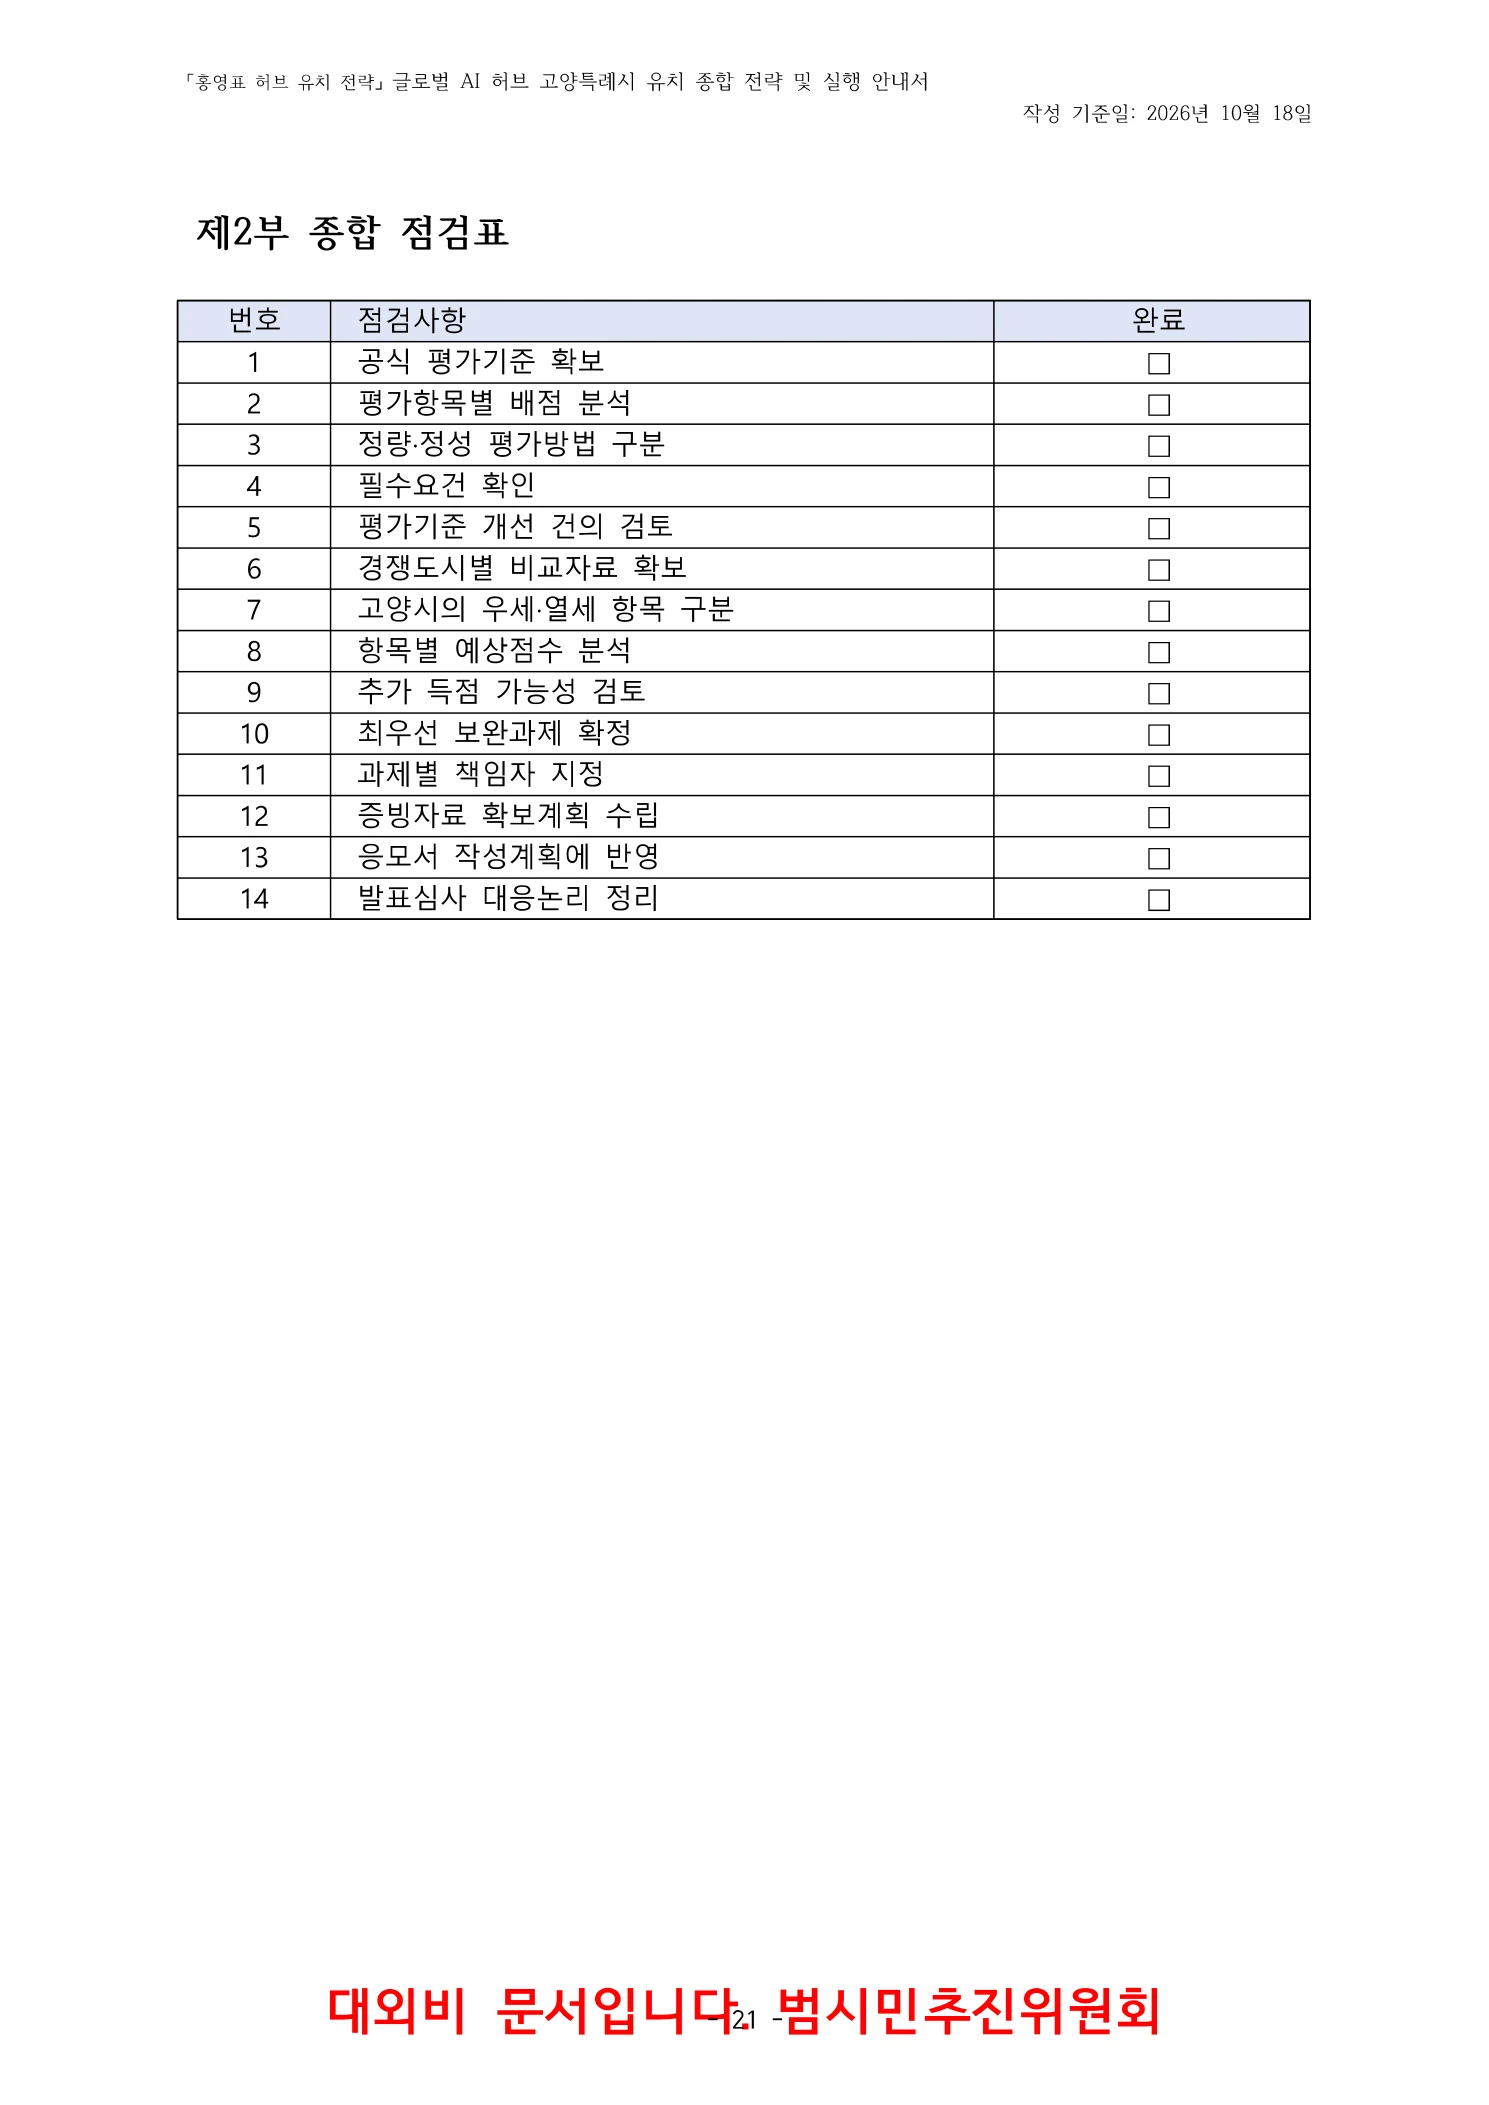 「홍영표 허브 유치 전략」글로벌 AI 허브 고양특례시 유치 종합 전략 및 실행 안내서
작성 기준일: 2026년 10월 18일
제2부 종합 점검표
번호 점검사항 완료
1 공식 평가기준 확보 □
2 평가항목별 배점 분석 □
3 정량·정성 평가방법 구분 □
4 필수요건 확인 □
5 평가기준 개선 건의 검토 □
6 경쟁도시별 비교자료 확보 □
7 고양시의 우세·열세 항목 구분 □
8 항목별 예상점수 분석 □
9 추가 득점 가능성 검토 □
10 최우선 보완과제 확정 □
11 과제별 책임자 지정 □
12 증빙자료 확보계획 수립 □
13 응모서 작성계획에 반영 □
14 발표심사 대응논리 정리 □
대외비 문서입니다. 범시민추진위원회
- 21 -